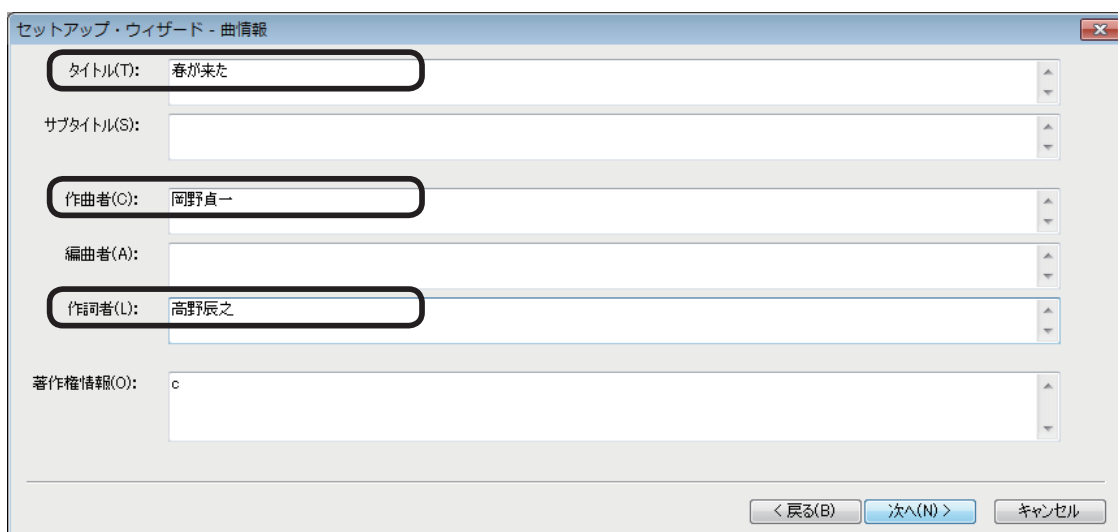 セットアップ・ウィザード - 曲情報
タイトル(T): 春が来た
サブタイトル(S):
作曲者(C): 岡野貞一
編曲者(A):
作詞者(L): 高野辰之
著作権情報(O): c
< 戻る(B) 次へ(N) > キャンセル